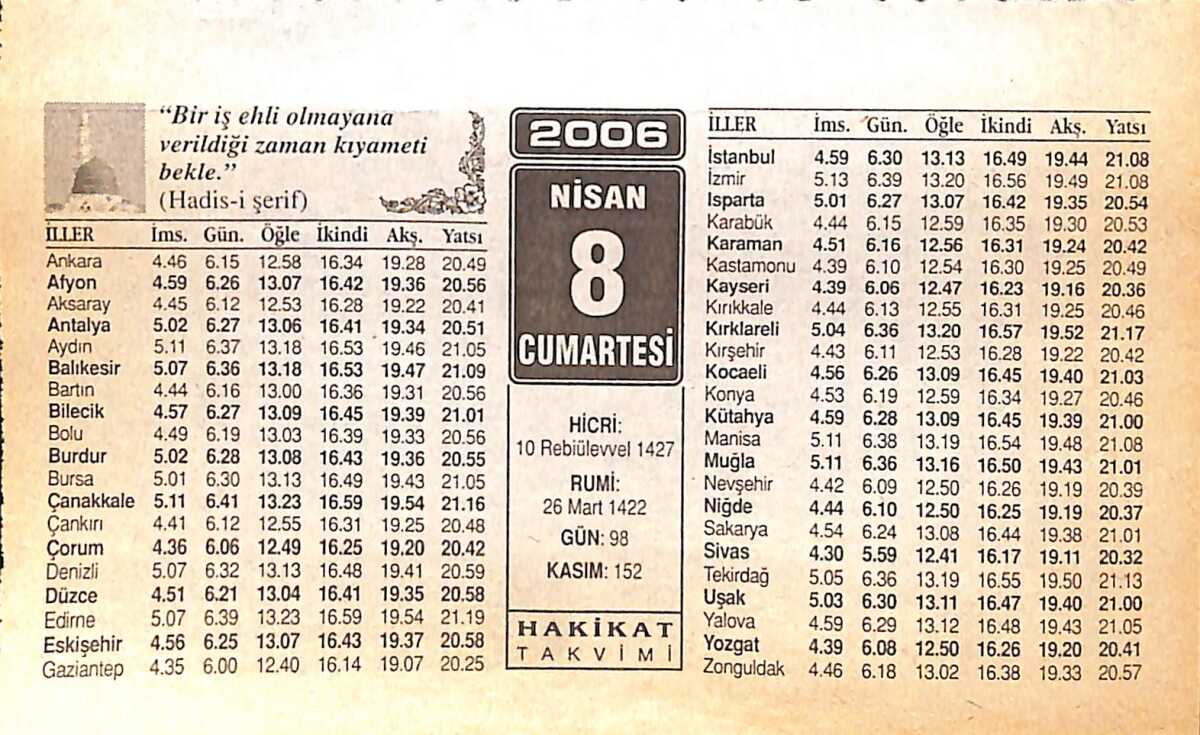 "Bir iş ehli olmayana
verildiği zaman kıyameti
bekle."
(Hadis-i şerif)
İLLER İms. Gün. Öğle İkindi Akş. Yatsı
Ankara 4.46 6.15 12.58 16.34 19.28 20.49
Afyon 4.59 6.26 13.07 16.42 19.36 20.56
Aksaray 4.45 6.12 12.53 16.28 19.22 20.41
Antalya 5.02 6.27 13.06 16.41 19.34 20.51
Aydın 5.11 6.37 13.18 16.53 19.46 21.05
Balıkesir 5.07 6.36 13.18 16.53 19.47 21.09
Bartın 4.44 6.16 13.00 16.36 19.31 20.56
Bilecik 4.57 6.27 13.09 16.45 19.39 21.01
Bolu 4.49 6.19 13.03 16.39 19.33 20.56
Burdur 5.02 6.28 13.08 16.43 19.36 20.55
Bursa 5.01 6.30 13.13 16.49 19.43 21.05
Çanakkale 5.11 6.41 13.23 16.59 19.54 21.16
Çankırı 4.41 6.12 12.55 16.31 19.25 20.48
Çorum 4.36 6.06 12.49 16.25 19.20 20.42
Denizli 5.07 6.32 13.13 16.48 19.41 20.59
Düzce 4.51 6.21 13.04 16.41 19.35 20.58
Edirne 5.07 6.39 13.23 16.59 19.54 21.19
Eskişehir 4.56 6.25 13.07 16.43 19.37 20.58
Gaziantep 4.35 6.00 12.40 16.14 19.07 20.25
2006
NİSAN
8
CUMARTESİ
HİCRİ:
10 Rebiülevvel 1427
RUMİ:
26 Mart 1422
GÜN: 98
KASIM: 152
HAKİKAT
TAKVİMİ
İLLER İms. Gün. Öğle İkindi Akş. Yatsı
İstanbul 4.59 6.30 13.13 16.49 19.44 21.08
İzmir 5.13 6.39 13.20 16.56 19.49 21.08
Isparta 5.01 6.27 13.07 16.42 19.35 20.54
Karabük 4.44 6.15 12.59 16.35 19.30 20.53
Karaman 4.51 6.16 12.56 16.31 19.24 20.42
Kastamonu 4.39 6.10 12.54 16.30 19.25 20.49
Kayseri 4.39 6.06 12.47 16.23 19.16 20.36
Kırıkkale 4.44 6.13 12.55 16.31 19.25 20.46
Kırklareli 5.04 6.36 13.20 16.57 19.52 21.17
Kırşehir 4.43 6.11 12.53 16.28 19.22 20.42
Kocaeli 4.56 6.26 13.09 16.45 19.40 21.03
Konya 4.53 6.19 12.59 16.34 19.27 20.46
Kütahya 4.59 6.28 13.09 16.45 19.39 21.00
Manisa 5.11 6.38 13.19 16.54 19.48 21.08
Muğla 5.11 6.36 13.16 16.50 19.43 21.01
Nevşehir 4.42 6.09 12.50 16.26 19.19 20.39
Niğde 4.44 6.10 12.50 16.25 19.19 20.37
Sakarya 4.54 6.24 13.08 16.44 19.38 21.01
Sivas 4.30 5.59 12.41 16.17 19.11 20.32
Tekirdağ 5.05 6.36 13.19 16.55 19.50 21.13
Uşak 5.03 6.30 13.11 16.47 19.40 21.00
Yalova 4.59 6.29 13.12 16.48 19.43 21.05
Yozgat 4.39 6.08 12.50 16.26 19.20 20.41
Zonguldak 4.46 6.18 13.02 16.38 19.33 20.57